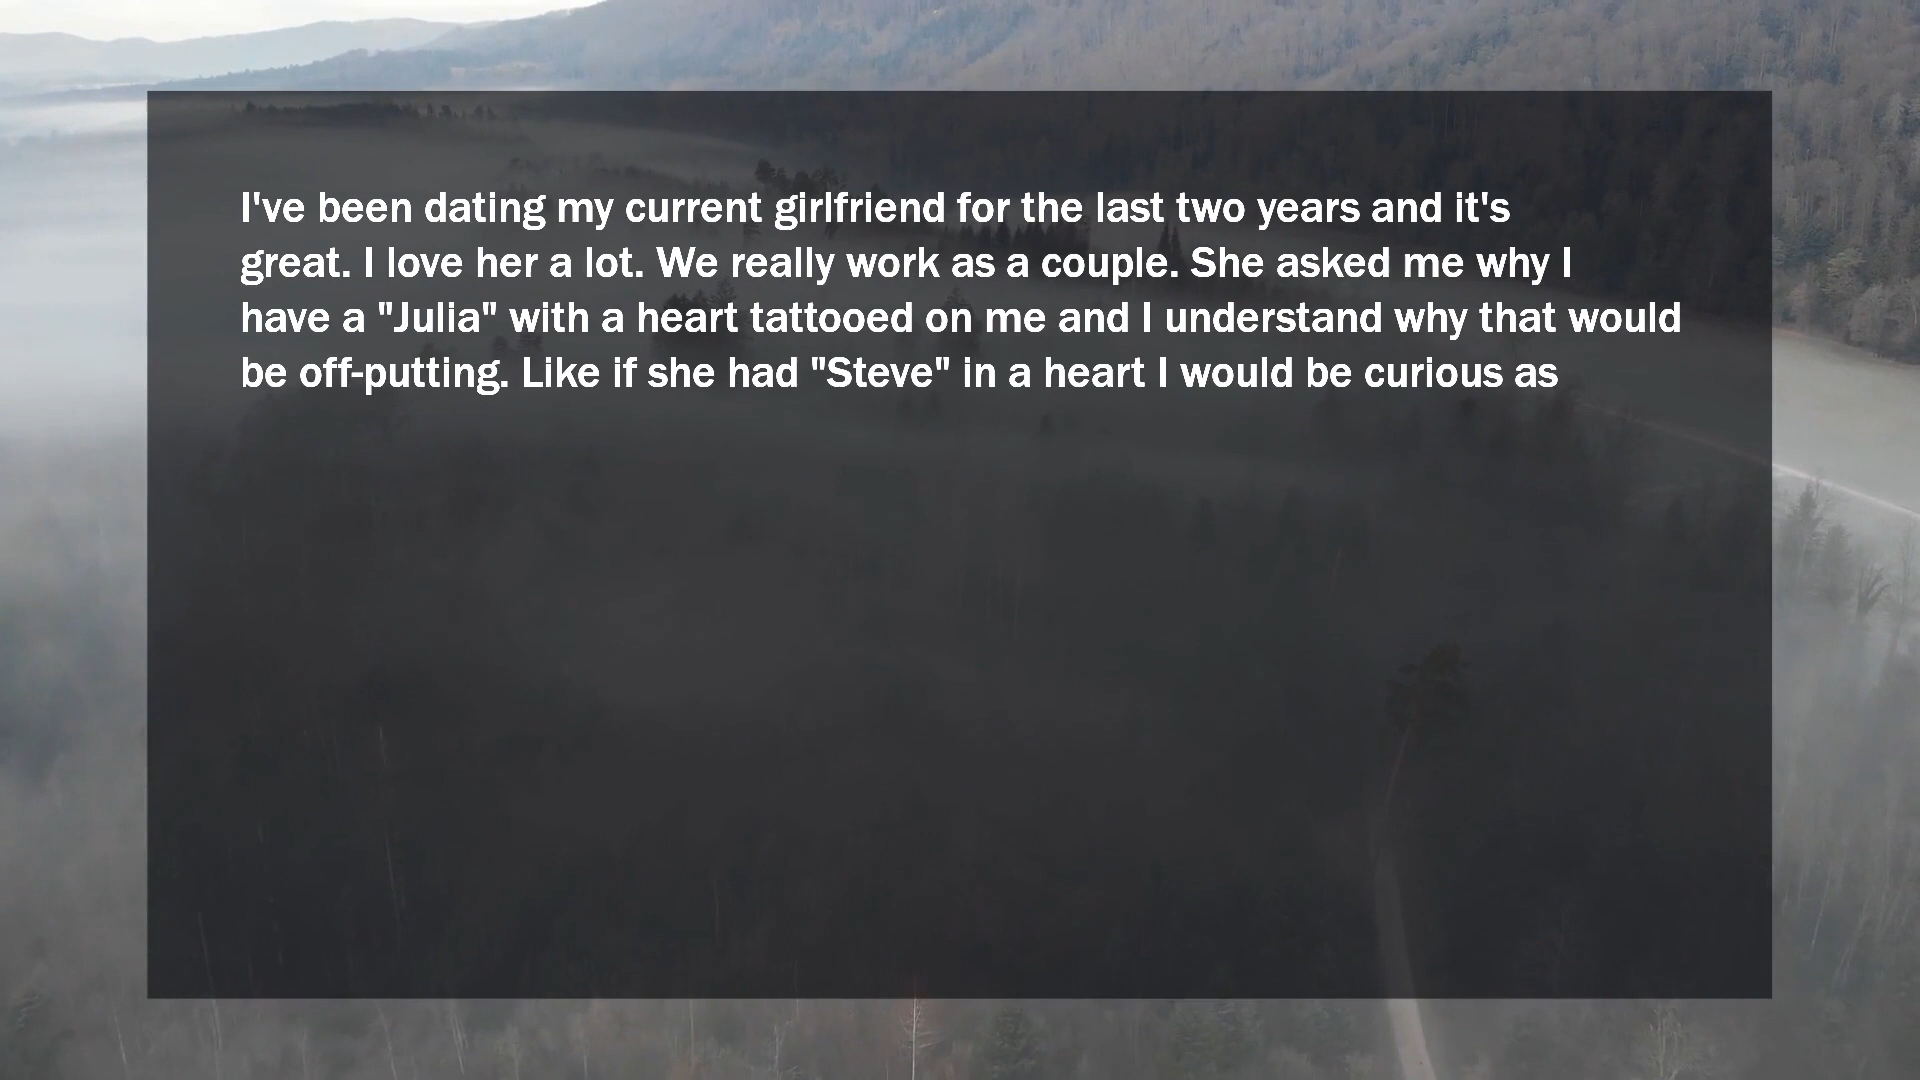 I've been dating my current girlfriend for the last two years and it's
great. I love her a lot. We really work as a couple. She asked me why I
have a "Julia" with a heart tattooed on me and I understand why that would
be off-putting. Like if she had "Steve" in a heart I would be curious as